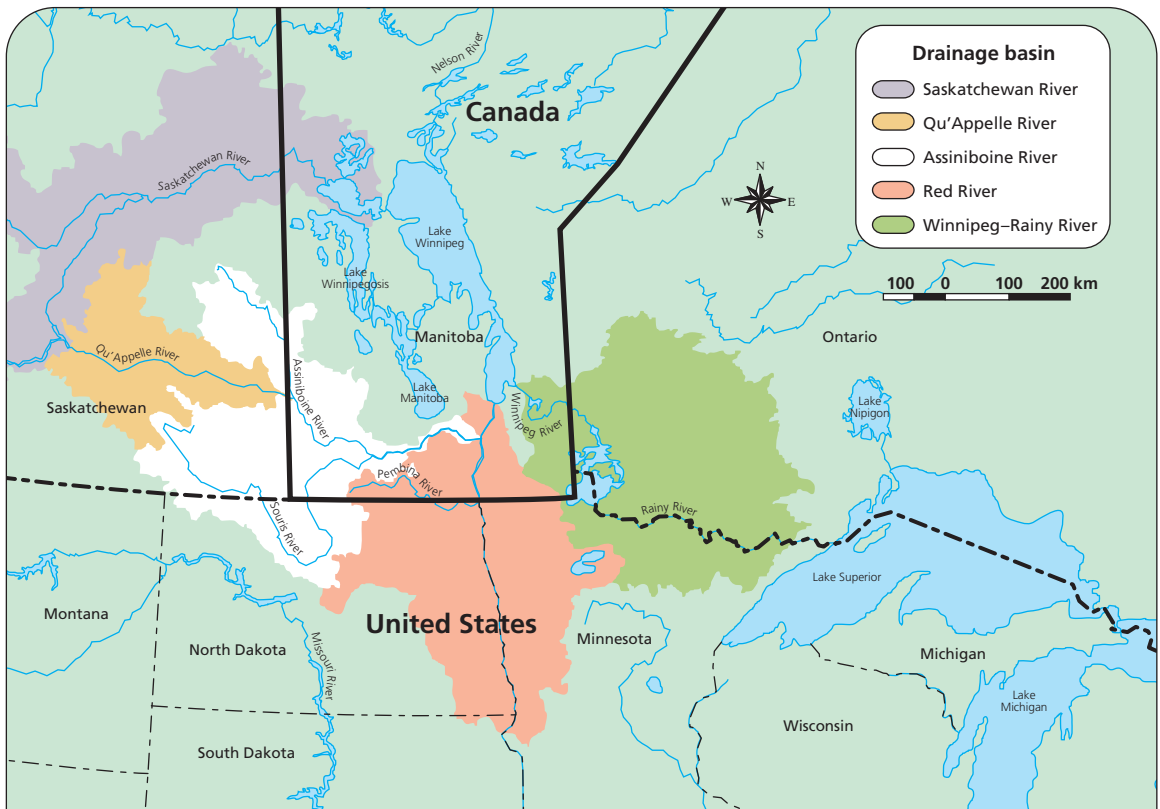 Nelson River
Canada
Drainage basin
Saskatchewan River
Qu'Appelle River
Assiniboine River
Red River
Winnipeg–Rainy River
Saskatchewan River
N
W
E
S
Lake
Winnipeg
Lake
Winnipegosis
100 0 100 200 km
Manitoba
Ontario
Qu'Appelle River
Assiniboine River
Saskatchewan
Lake
Manitoba
Winnipeg River
Lake
Nipigon
Pembina River
Souris River
Rainy River
Lake Superior
Montana
United States
Minnesota
North Dakota
Missouri River
Michigan
Lake
Michigan
Wisconsin
South Dakota